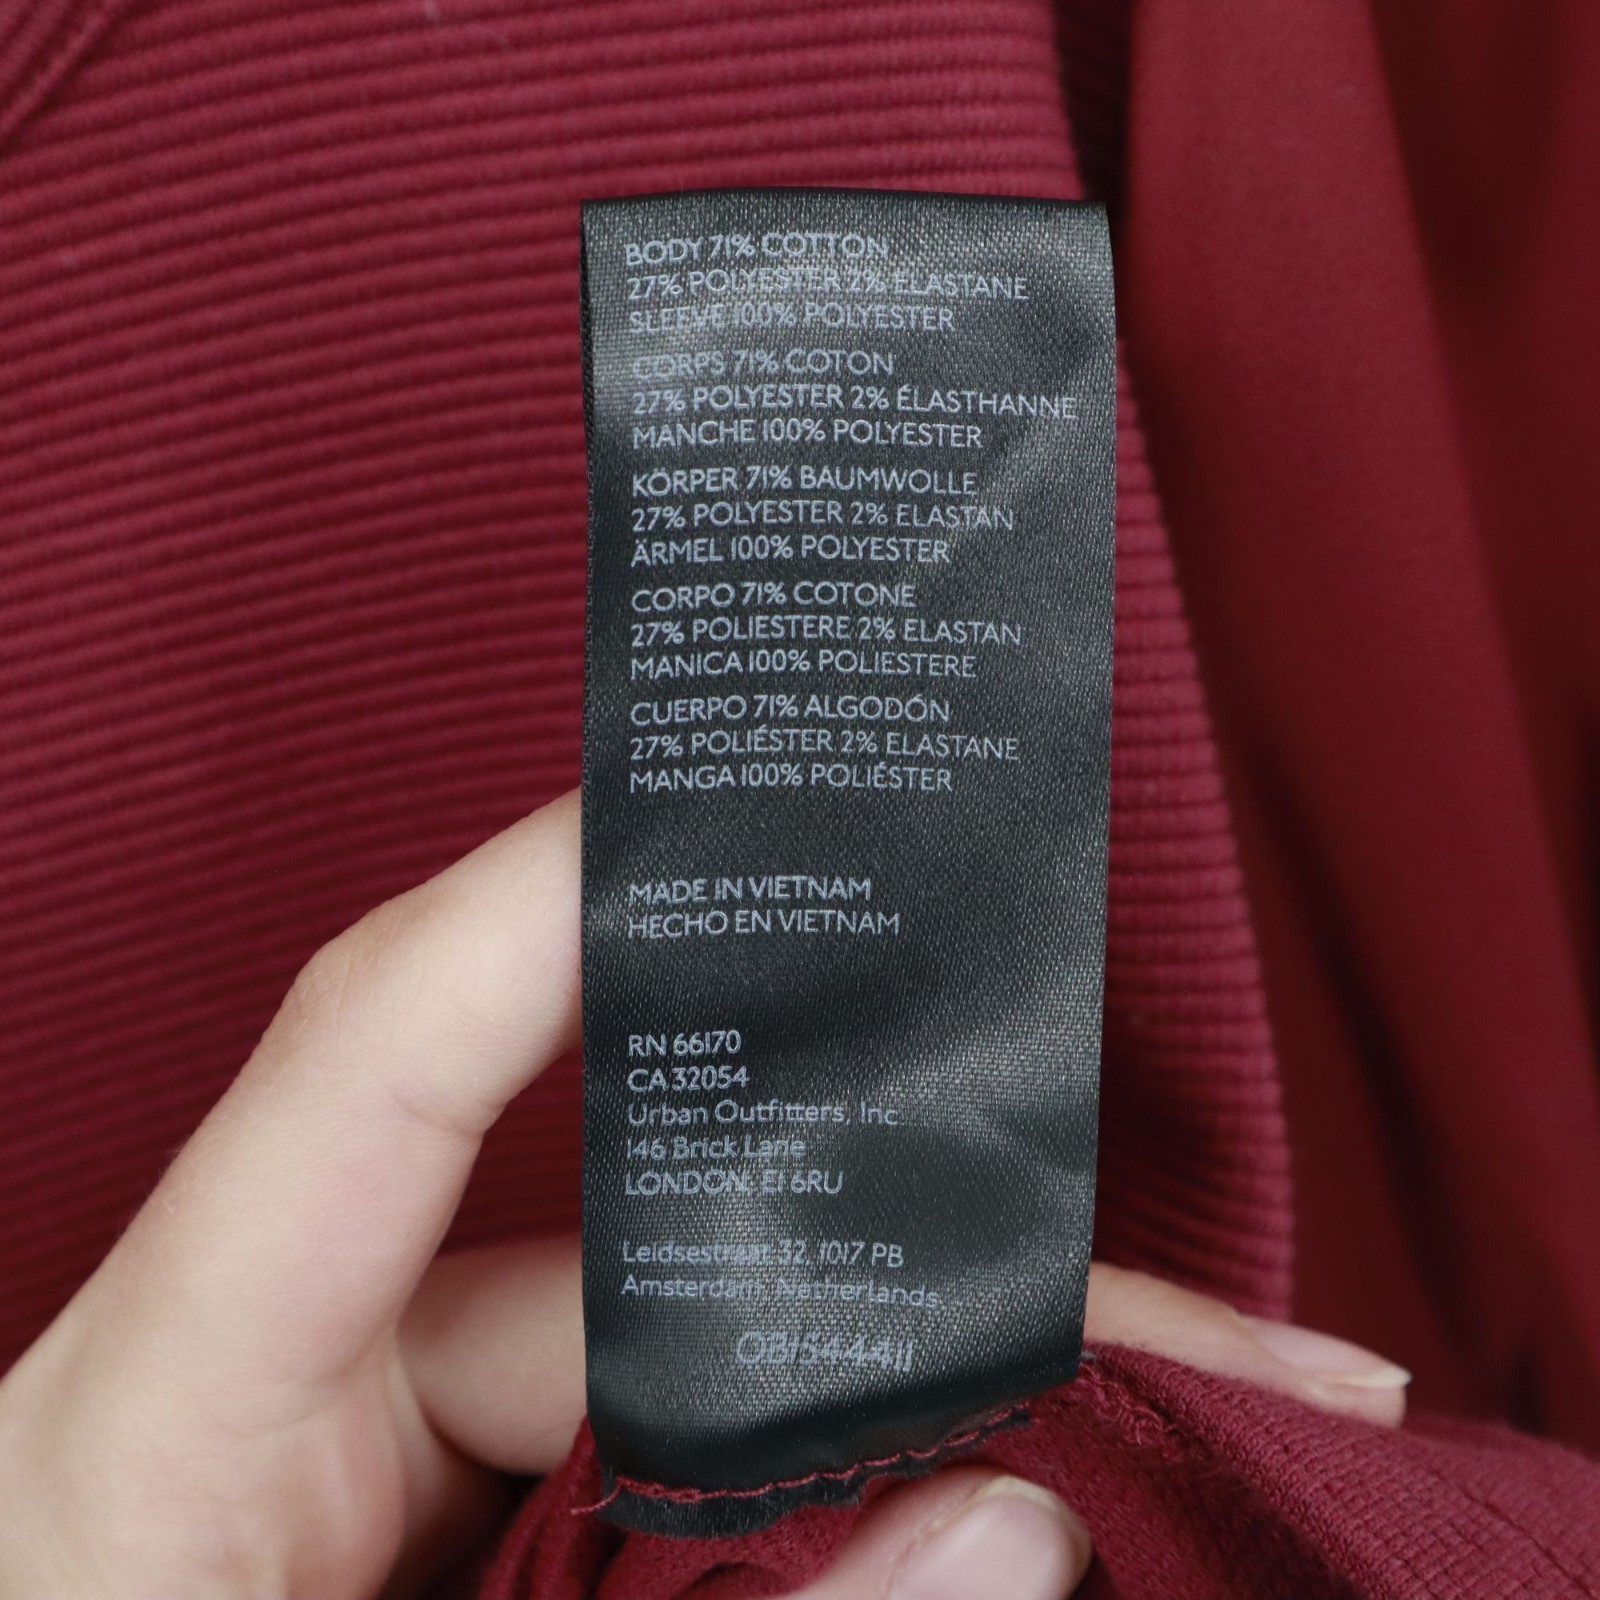 BODY 71% COTTON
27% POLYESTER 2% ELASTANE
SLEEVE 100% POLYESTER
CORPS 71% COTON
27% POLYESTER 2% ÉLASTHANNE
MANCHE 100% POLYESTER
KÖRPER 71% BAUMWOLLE
27% POLYESTER 2% ELASTAN
ÄRMEL 100% POLYESTER
CORPO 71% COTONE
27% POLIESTERE 2% ELASTAN
MANICA 100% POLIESTERE
CUERPO 71% ALGODÓN
27% POLIÉSTER 2% ELASTANE
MANGA 100% POLIÉSTER
MADE IN VIETNAM
HECHO EN VIETNAM
RN 66170
CA 32054
Urban Outfitters, Inc
146 Brick Lane
LONDON. E1 6RU
Leidsestraat 32, 1017 PB
Amsterdam, Netherlands
OB1544411